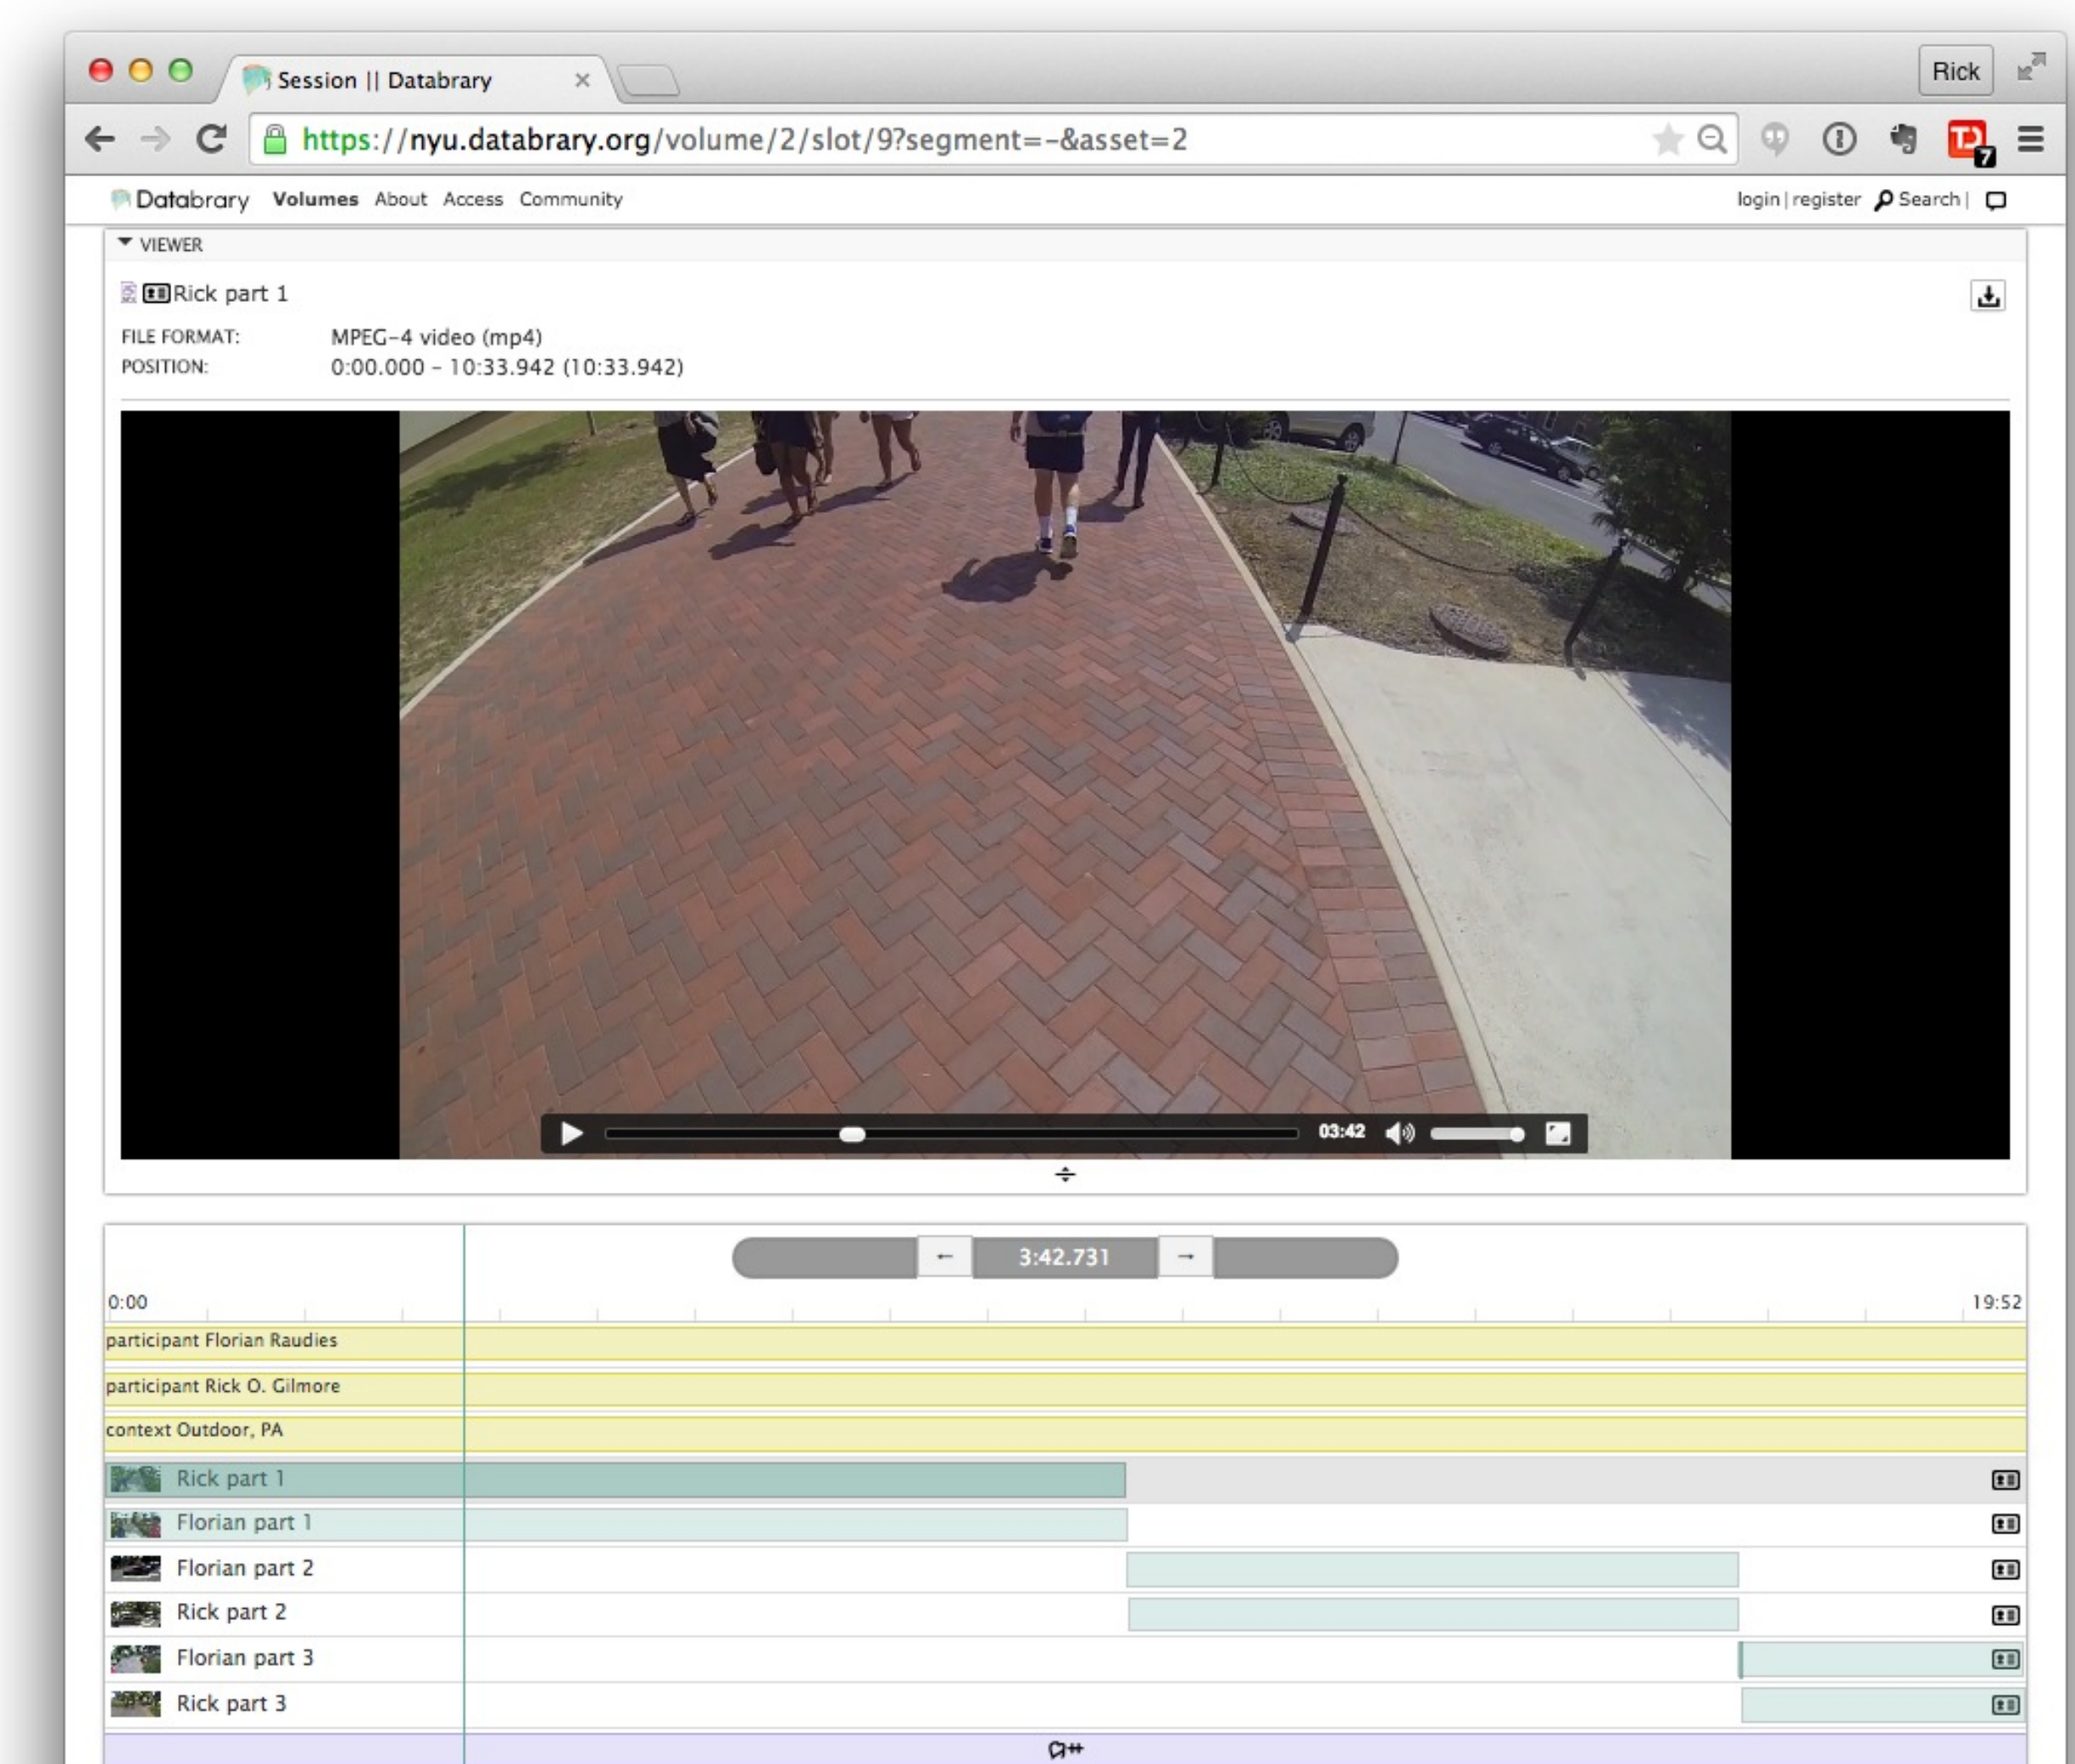 Session || Databrary
Rick
https://nyu.databrary.org/volume/2/slot/9?segment=-&asset=2
7
Databrary Volumes About Access Community login | register Search |
VIEWER
Rick part 1
FILE FORMAT: MPEG-4 video (mp4)
POSITION: 0:00.000 - 10:33.942 (10:33.942)
03:42
← 3:42.731 →
0:00 19:52
participant Florian Raudies
participant Rick O. Gilmore
context Outdoor, PA
Rick part 1
Florian part 1
Florian part 2
Rick part 2
Florian part 3
Rick part 3